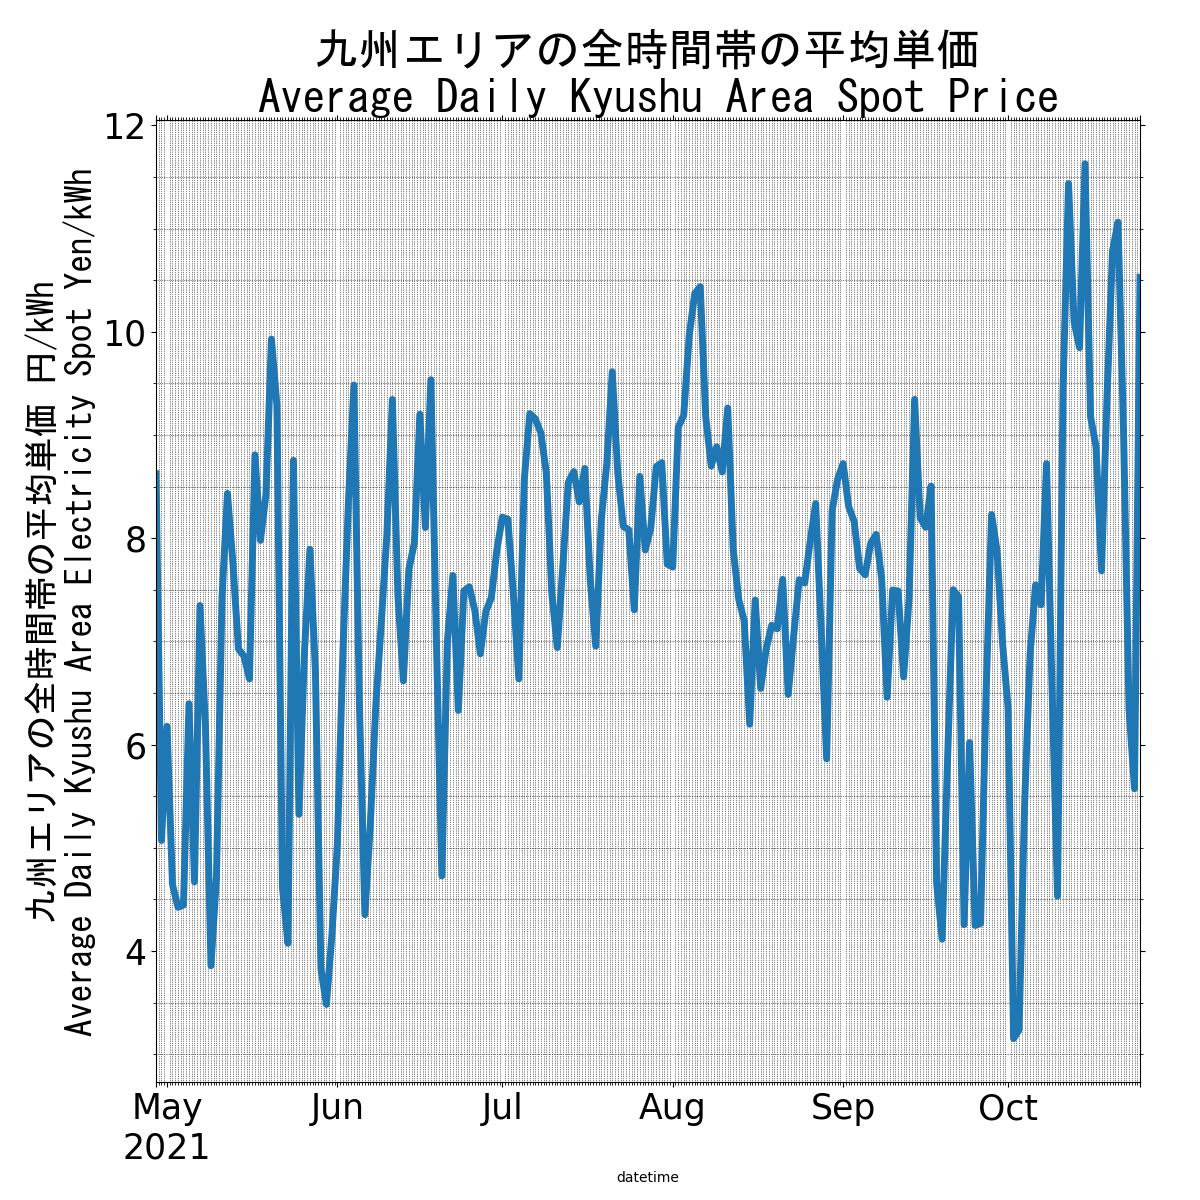 九州エリアの全時間帯の平均単価
Average Daily Kyushu Area Spot Price
九州エリアの全時間帯の平均単価 円/kWh
Average Daily Kyushu Area Electricity Spot Yen/kWh
12
10
8
6
4
May Jun Jul Aug Sep Oct
2021
datetime